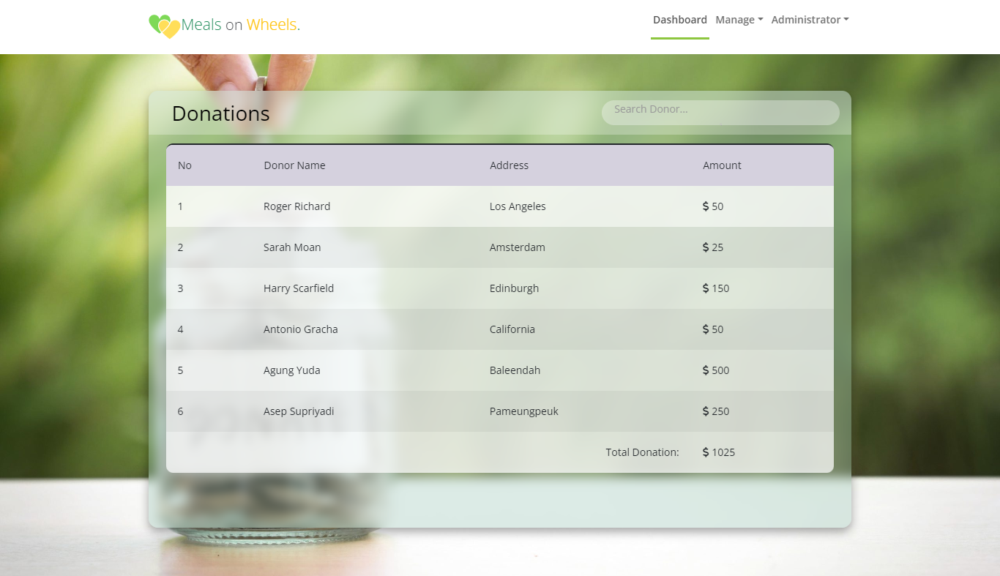 Meals on Wheels.
Dashboard Manage Administrator
Donations
Search Donor...
No Donor Name Address Amount
1 Roger Richard Los Angeles $ 50
2 Sarah Moan Amsterdam $ 25
3 Harry Scarfield Edinburgh $ 150
4 Antonio Gracha California $ 50
5 Agung Yuda Baleendah $ 500
6 Asep Supriyadi Pameungpeuk $ 250
Total Donation: $ 1025